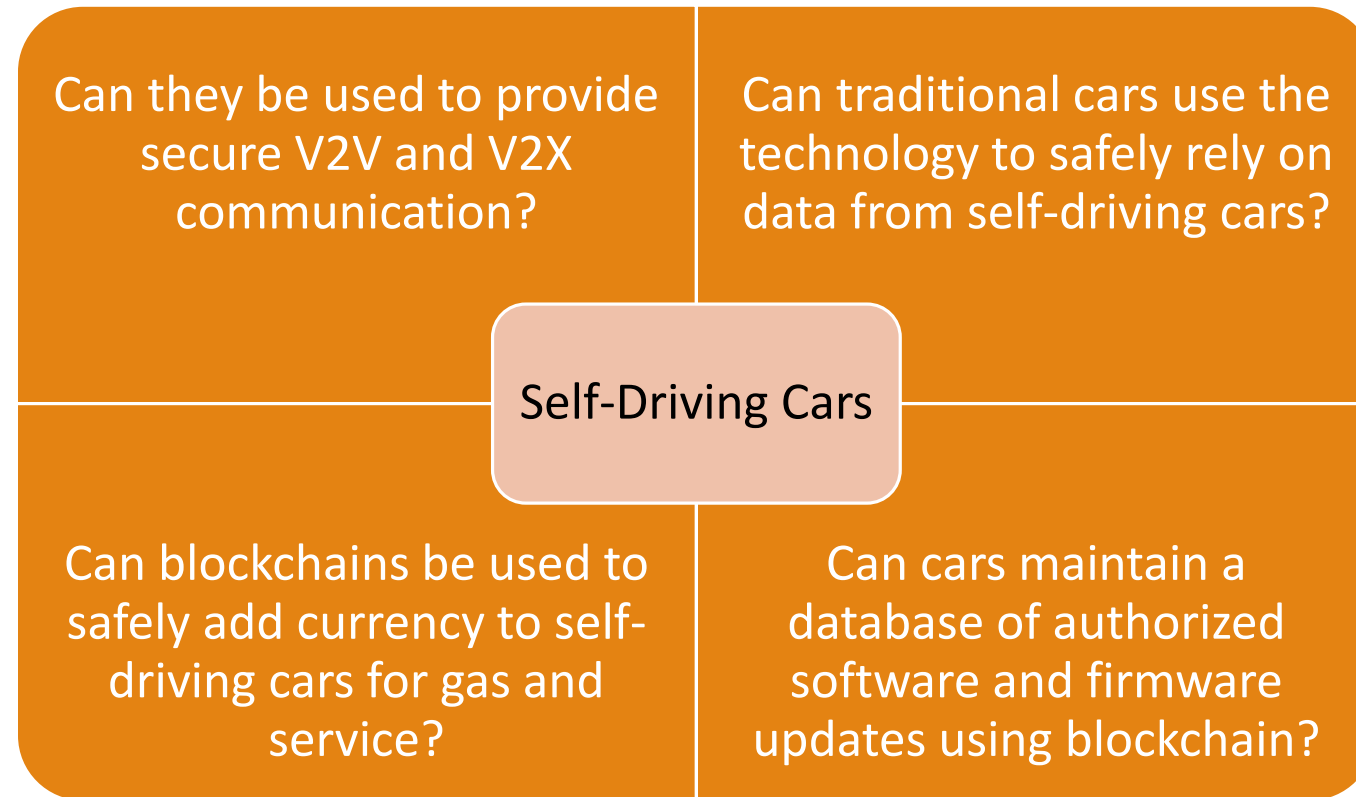 Can they be used to provide
secure V2V and V2X
communication?
Can traditional cars use the
technology to safely rely on
data from self-driving cars?
Self-Driving Cars
Can blockchains be used to
safely add currency to self-
driving cars for gas and
service?
Can cars maintain a
database of authorized
software and firmware
updates using blockchain?